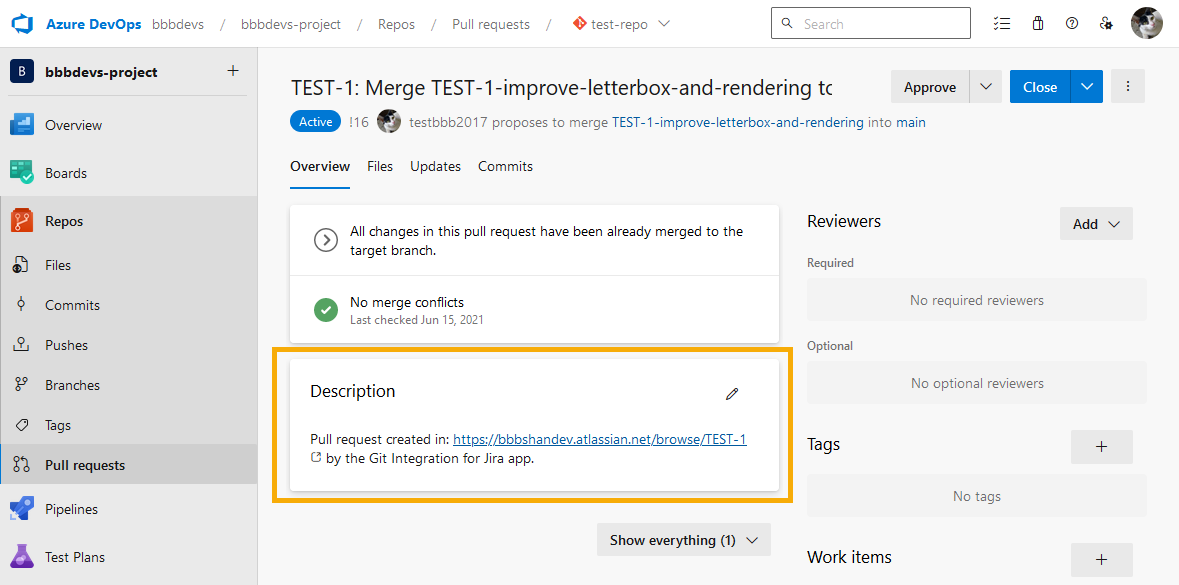 Azure DevOps bbbdevs / bbbdevs-project / Repos / Pull requests / test-repo
Search
B bbbdevs-project +
Overview
Boards
Repos
Files
Commits
Pushes
Branches
Tags
Pull requests
Pipelines
Test Plans
TEST-1: Merge TEST-1-improve-letterbox-and-rendering to
Approve
Close
Active !16 testbbb2017 proposes to merge TEST-1-improve-letterbox-and-rendering into main
Overview Files Updates Commits
All changes in this pull request have been already merged to the
target branch.
No merge conflicts
Last checked Jun 15, 2021
Description
Pull request created in: https://bbbshandev.atlassian.net/browse/TEST-1
by the Git Integration for Jira app.
Show everything (1)
Reviewers
Add
Required
No required reviewers
Optional
No optional reviewers
Tags
+
No tags
Work items
+